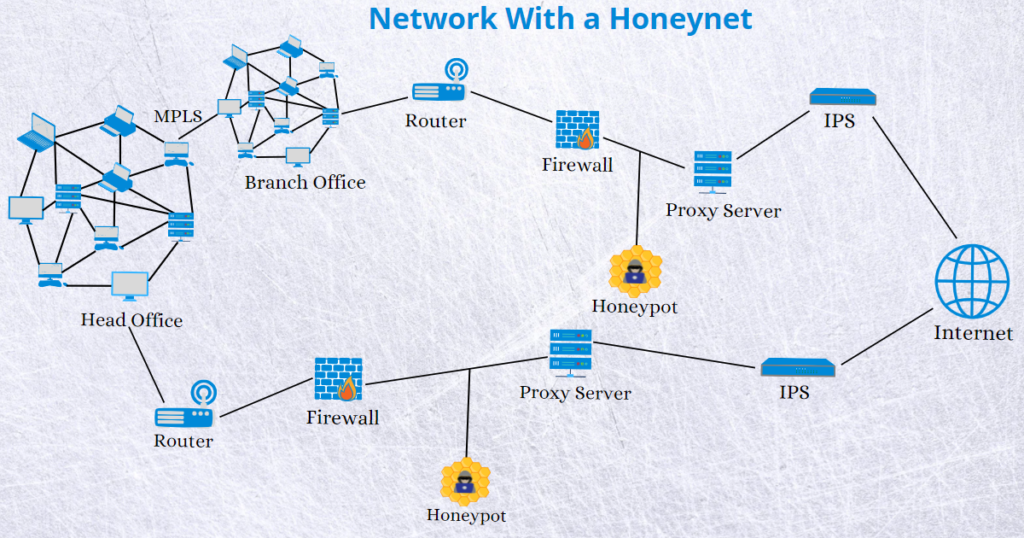 Network With a Honeynet
MPLS
Branch Office
Router
Firewall
Proxy Server
IPS
Honeypot
Internet
Head Office
Router
Firewall
Proxy Server
IPS
Honeypot